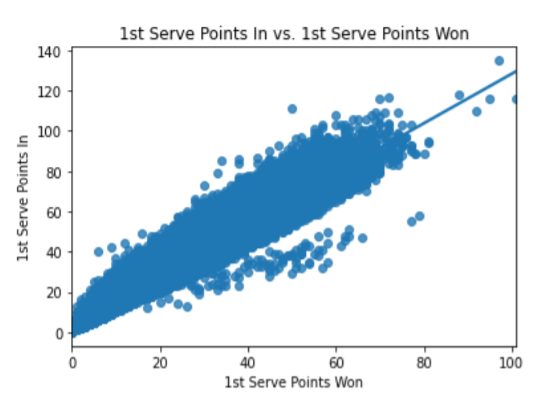 1st Serve Points In vs. 1st Serve Points Won
140
120
100
80
60
40
20
0
1st Serve Points In
0 20 40 60 80 100
1st Serve Points Won